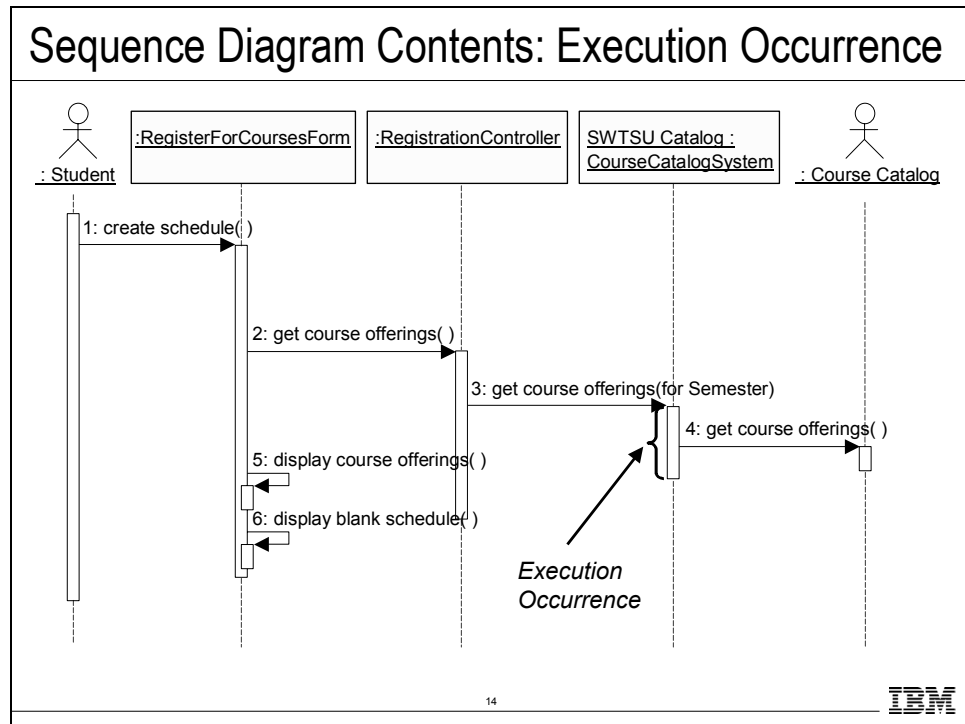 Sequence Diagram Contents: Execution Occurrence
: Student
:RegisterForCoursesForm
:RegistrationController
SWTSU Catalog :
CourseCatalogSystem
: Course Catalog
1: create schedule( )
2: get course offerings( )
3: get course offerings(for Semester)
4: get course offerings( )
5: display course offerings( )
6: display blank schedule( )
Execution
Occurrence
14
IBM